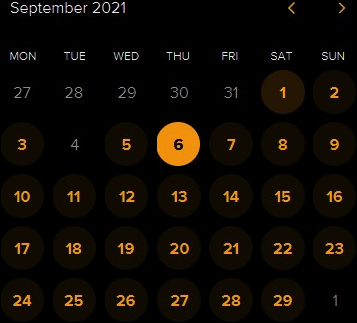 September 2021
MON TUE WED THU FRI SAT SUN
27 28 29 30 31 1 2
3 4 5 6 7 8 9
10 11 12 13 14 15 16
17 18 19 20 21 22 23
24 25 26 27 28 29 1